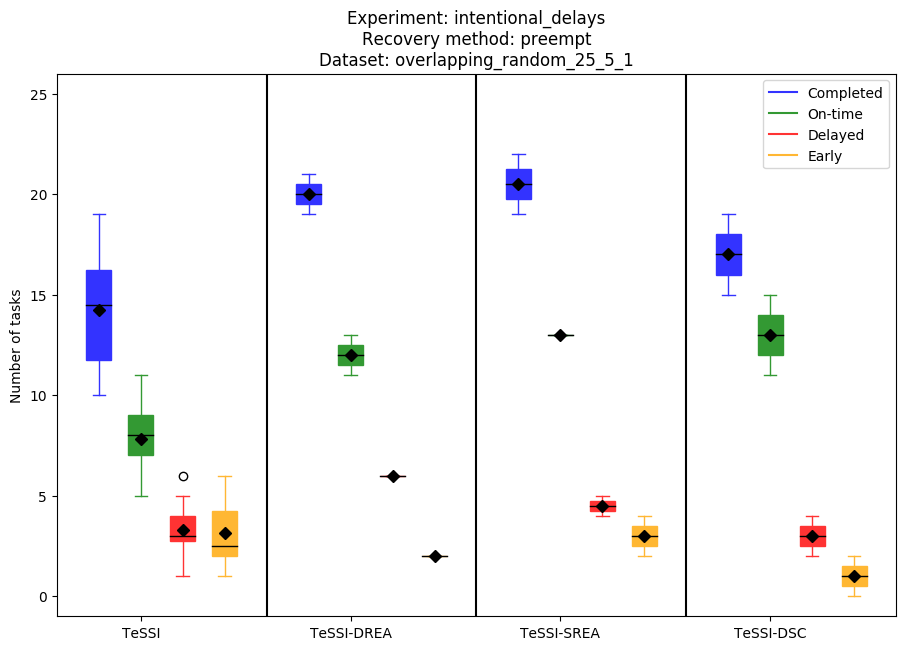 Experiment: intentional_delays
Recovery method: preempt
Dataset: overlapping_random_25_5_1
Completed
On-time
Delayed
Early
Number of tasks
25
20
15
10
5
0
TeSSI
TeSSI-DREA
TeSSI-SREA
TeSSI-DSC